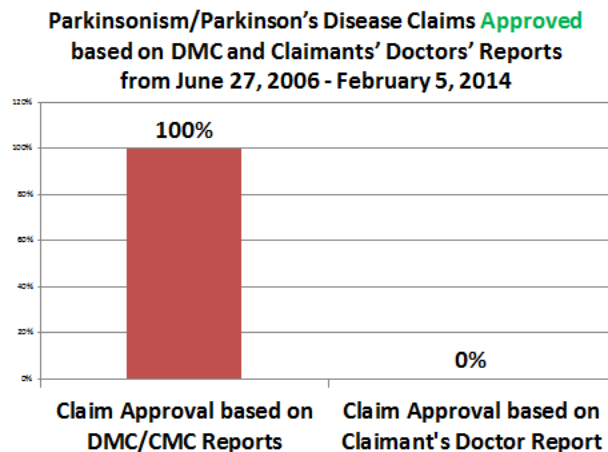 Parkinsonism/Parkinson’s Disease Claims Approved
based on DMC and Claimants’ Doctors’ Reports
from June 27, 2006 - February 5, 2014
120%
100%
80%
60%
40%
20%
0%
100%
0%
Claim Approval based on
DMC/CMC Reports
Claim Approval based on
Claimant's Doctor Report